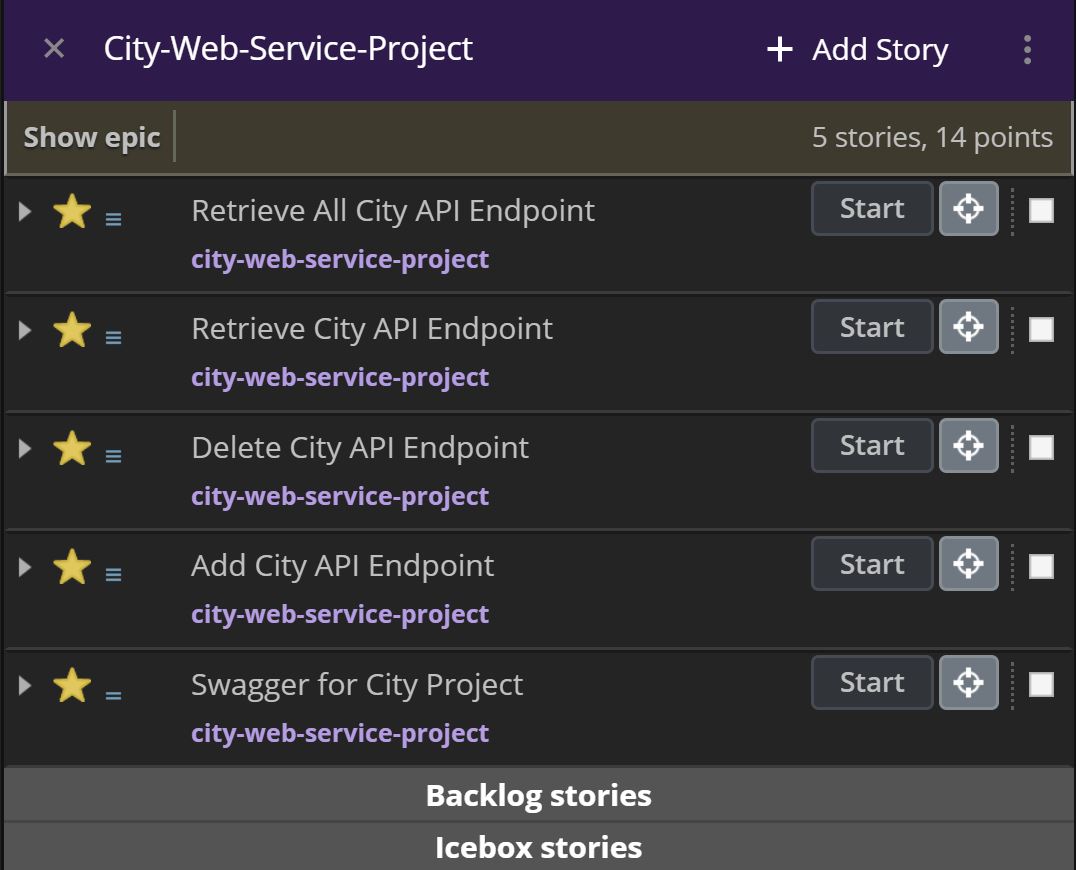 City-Web-Service-Project
Add Story
Show epic
5 stories, 14 points
Retrieve All City API Endpoint
Start
city-web-service-project
Retrieve City API Endpoint
Start
city-web-service-project
Delete City API Endpoint
Start
city-web-service-project
Add City API Endpoint
Start
city-web-service-project
Swagger for City Project
Start
city-web-service-project
Backlog stories
Icebox stories